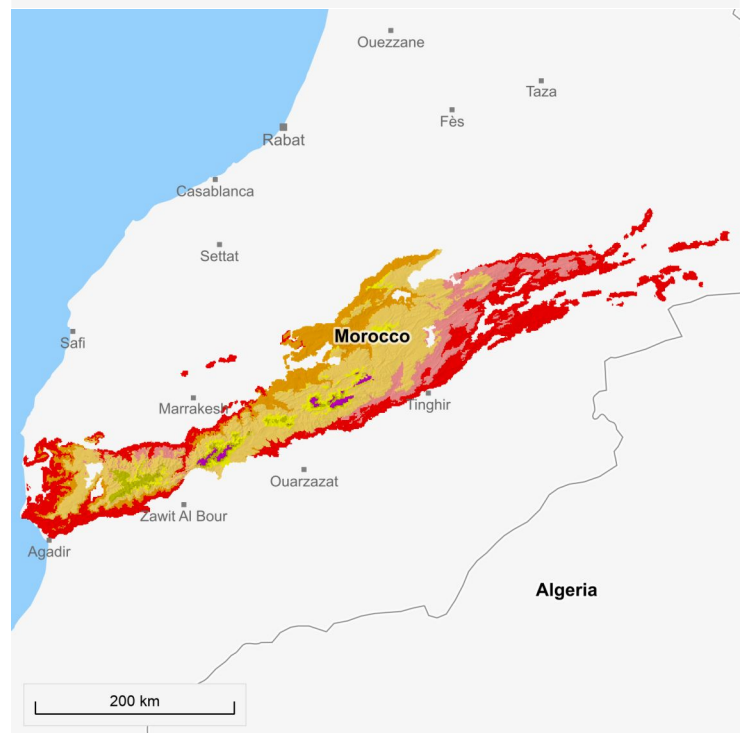 Ouezzane
Taza
Fès
Rabat
Casablanca
Settat
Safi
Morocco
Marrakesh
Tinghir
Ouarzazat
Zawit Al Bour
Agadir
Algeria
200 km